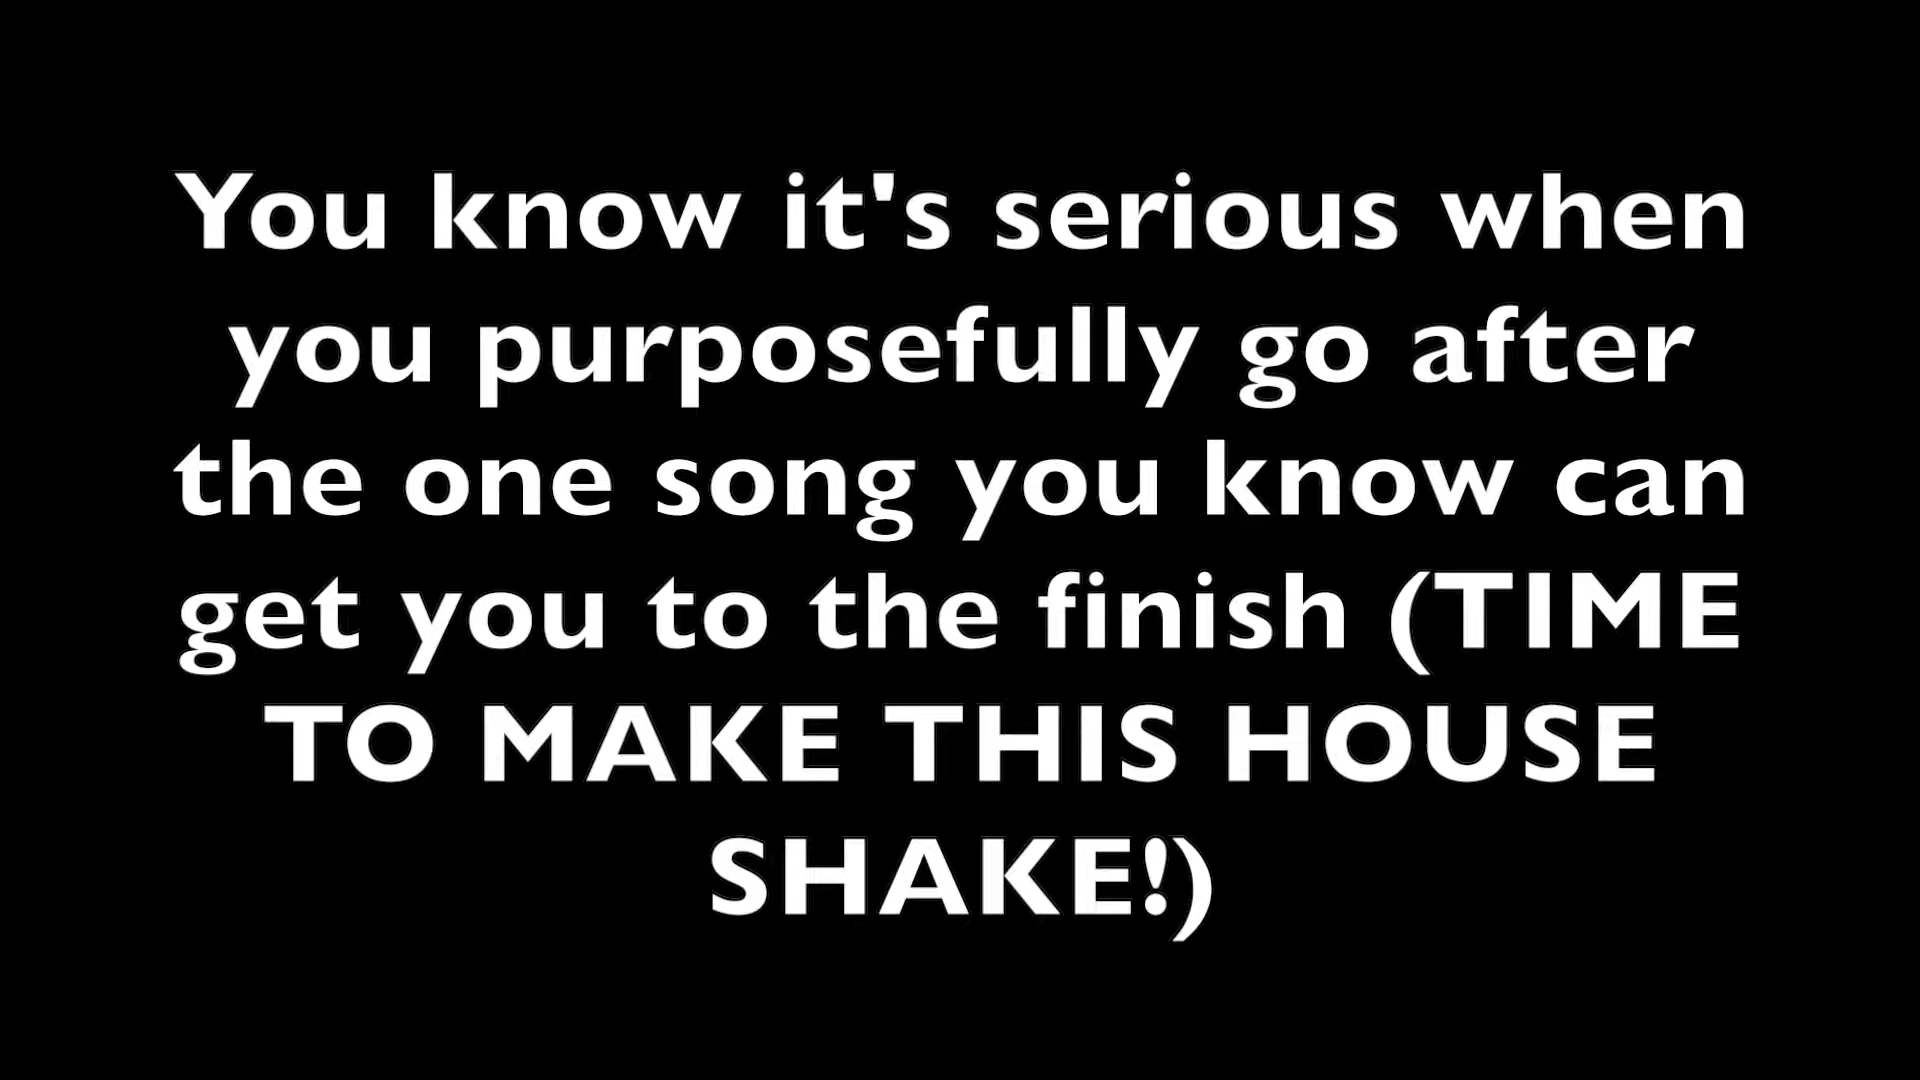 You know it's serious when
you purposefully go after
the one song you know can
get you to the finish (TIME
TO MAKE THIS HOUSE
SHAKE!)